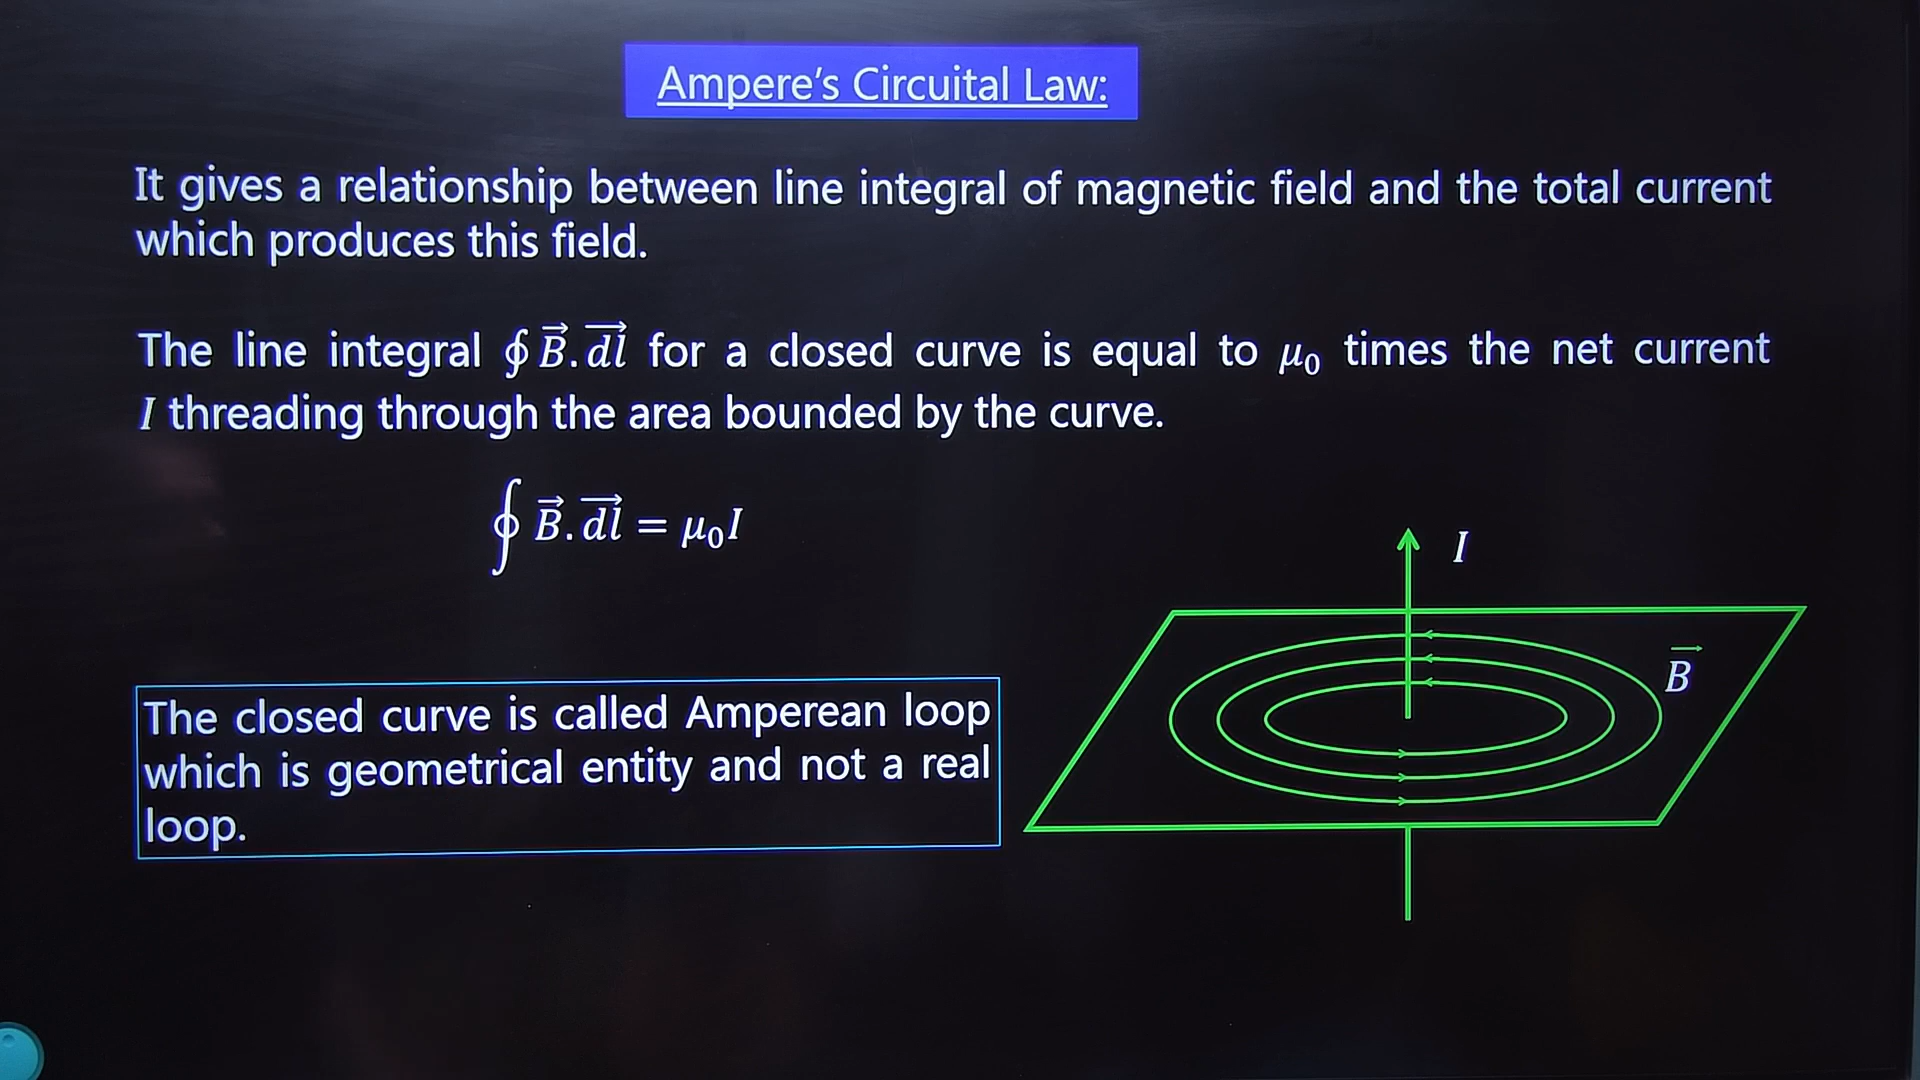 Ampere’s Circuital Law:
It gives a relationship between line integral of magnetic field and the total current
which produces this field.
The line integral ∮ B⃗. dl⃗ for a closed curve is equal to μ₀ times the net current
I threading through the area bounded by the curve.
∮ B⃗. dl⃗ = μ₀I
I
B⃗
The closed curve is called Amperean loop
which is geometrical entity and not a real
loop.